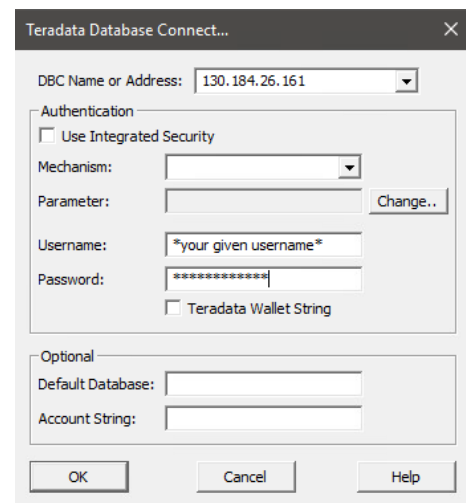 Teradata Database Connect...
DBC Name or Address: 130.184.26.161
Authentication
Use Integrated Security
Mechanism:
Parameter: Change..
Username: *your given username*
Password: ************
Teradata Wallet String
Optional
Default Database:
Account String:
OK Cancel Help